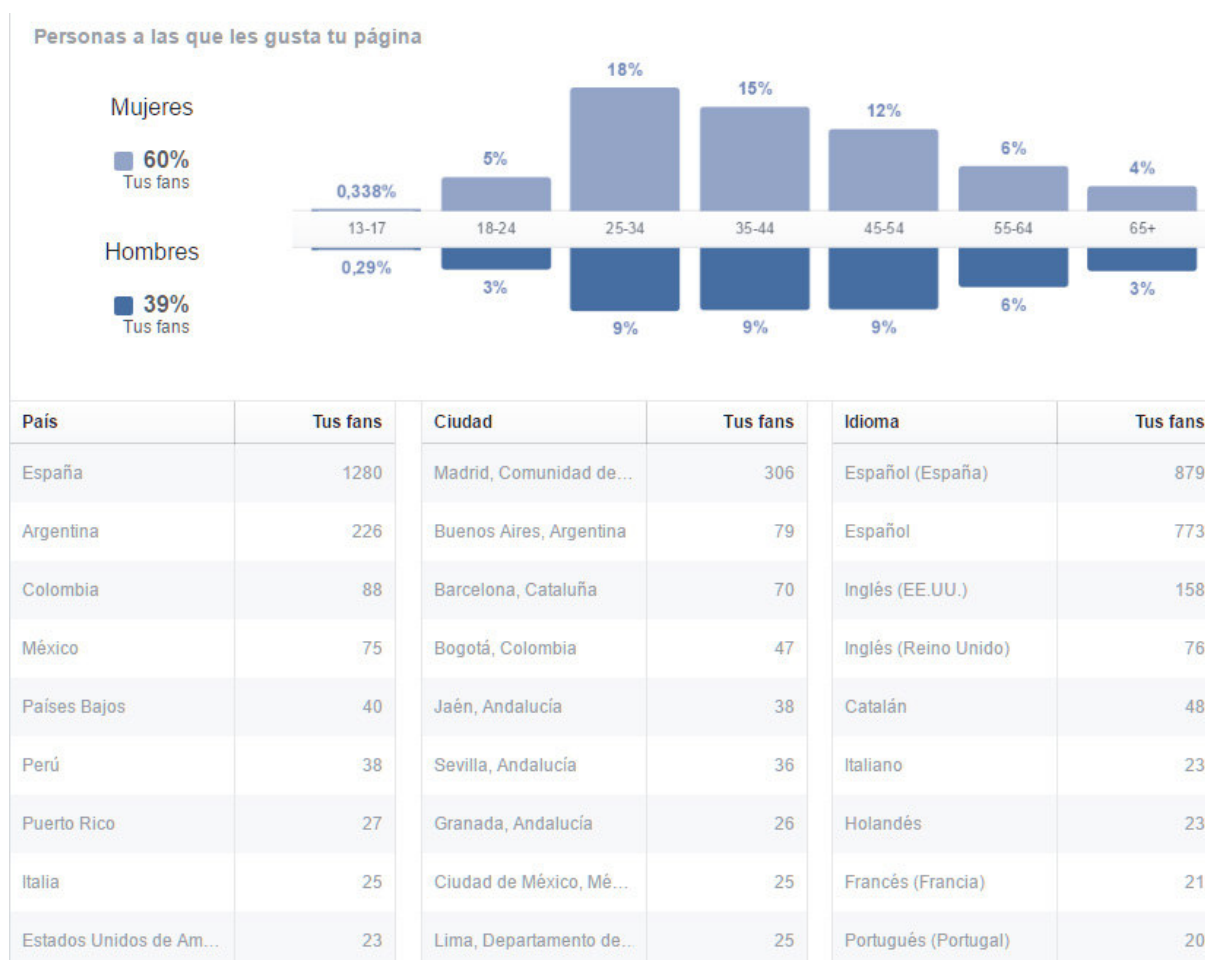 Personas a las que les gusta tu página
Mujeres
60%
Tus fans
Hombres
39%
Tus fans
0,338% 5% 18% 15% 12% 6% 4%
13-17 18-24 25-34 35-44 45-54 55-64 65+
0,29% 3% 9% 9% 9% 6% 3%
País Tus fans Ciudad Tus fans Idioma Tus fans
España 1280 Madrid, Comunidad de... 306 Español (España) 879
Argentina 226 Buenos Aires, Argentina 79 Español 773
Colombia 88 Barcelona, Cataluña 70 Inglés (EE.UU.) 158
México 75 Bogotá, Colombia 47 Inglés (Reino Unido) 76
Países Bajos 40 Jaén, Andalucía 38 Catalán 48
Perú 38 Sevilla, Andalucía 36 Italiano 23
Puerto Rico 27 Granada, Andalucía 26 Holandés 23
Italia 25 Ciudad de México, Mé... 25 Francés (Francia) 21
Estados Unidos de Am... 23 Lima, Departamento de... 25 Portugués (Portugal) 20